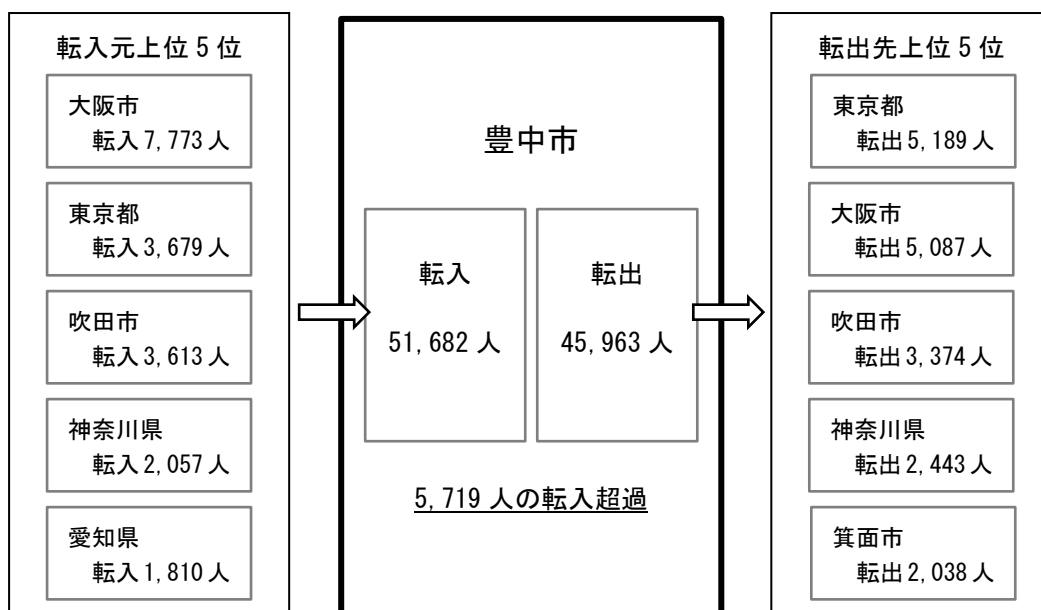 転入元上位5位
大阪市
転入7,773人
東京都
転入3,679人
吹田市
転入3,613人
神奈川県
転入2,057人
愛知県
転入1,810人
豊中市
転入
51,682人
転出
45,963人
5,719人の転入超過
転出先上位5位
東京都
転出5,189人
大阪市
転出5,087人
吹田市
転出3,374人
神奈川県
転出2,443人
箕面市
転出2,038人